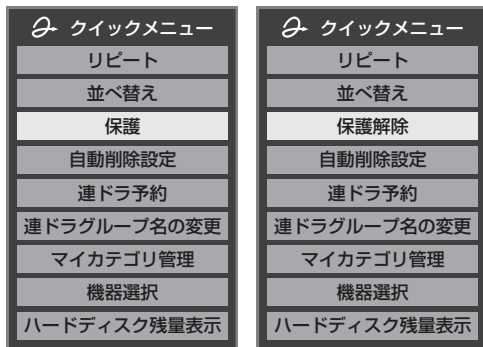 クイックメニュー
リピート
並べ替え
保護
自動削除設定
連ドラ予約
連ドラグループ名の変更
マイカテゴリ管理
機器選択
ハードディスク残量表示
クイックメニュー
リピート
並べ替え
保護解除
自動削除設定
連ドラ予約
連ドラグループ名の変更
マイカテゴリ管理
機器選択
ハードディスク残量表示